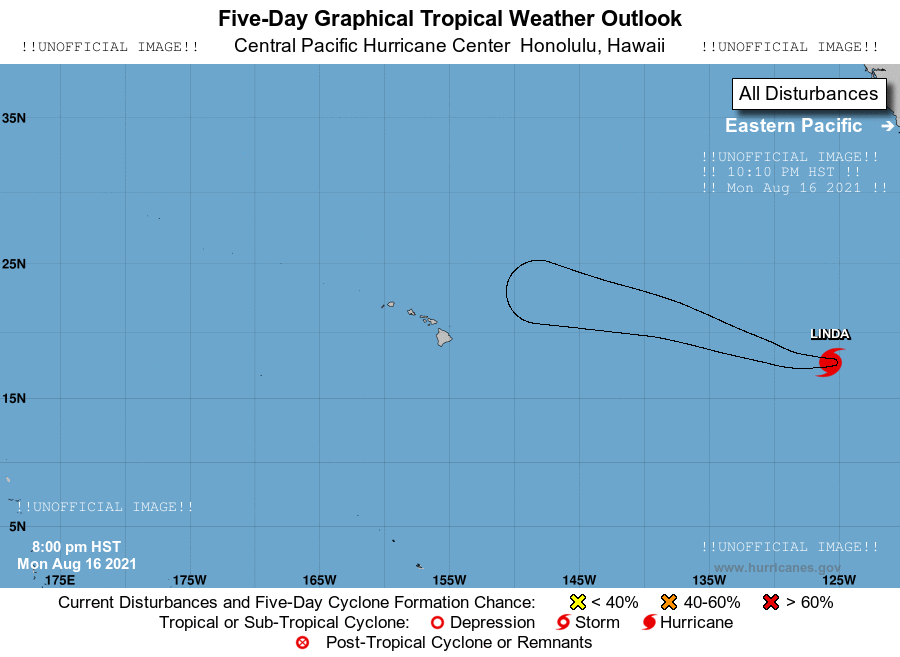 Five-Day Graphical Tropical Weather Outlook
!!UNOFFICIAL IMAGE!! Central Pacific Hurricane Center Honolulu, Hawaii !!UNOFFICIAL IMAGE!!
All Disturbances
35N
Eastern Pacific ➔
!!UNOFFICIAL IMAGE!!
!! 10:10 PM HST !!
!! Mon Aug 16 2021 !!
25N
LINDA
15N
!!UNOFFICIAL IMAGE!!
5N
8:00 pm HST
!!UNOFFICIAL IMAGE!!
Mon Aug 16 2021
www.hurricanes.gov
175E 175W 165W 155W 145W 135W 125W
Current Disturbances and Five-Day Cyclone Formation Chance: < 40% 40-60% > 60%
Tropical or Sub-Tropical Cyclone: Depression Storm Hurricane
Post-Tropical Cyclone or Remnants